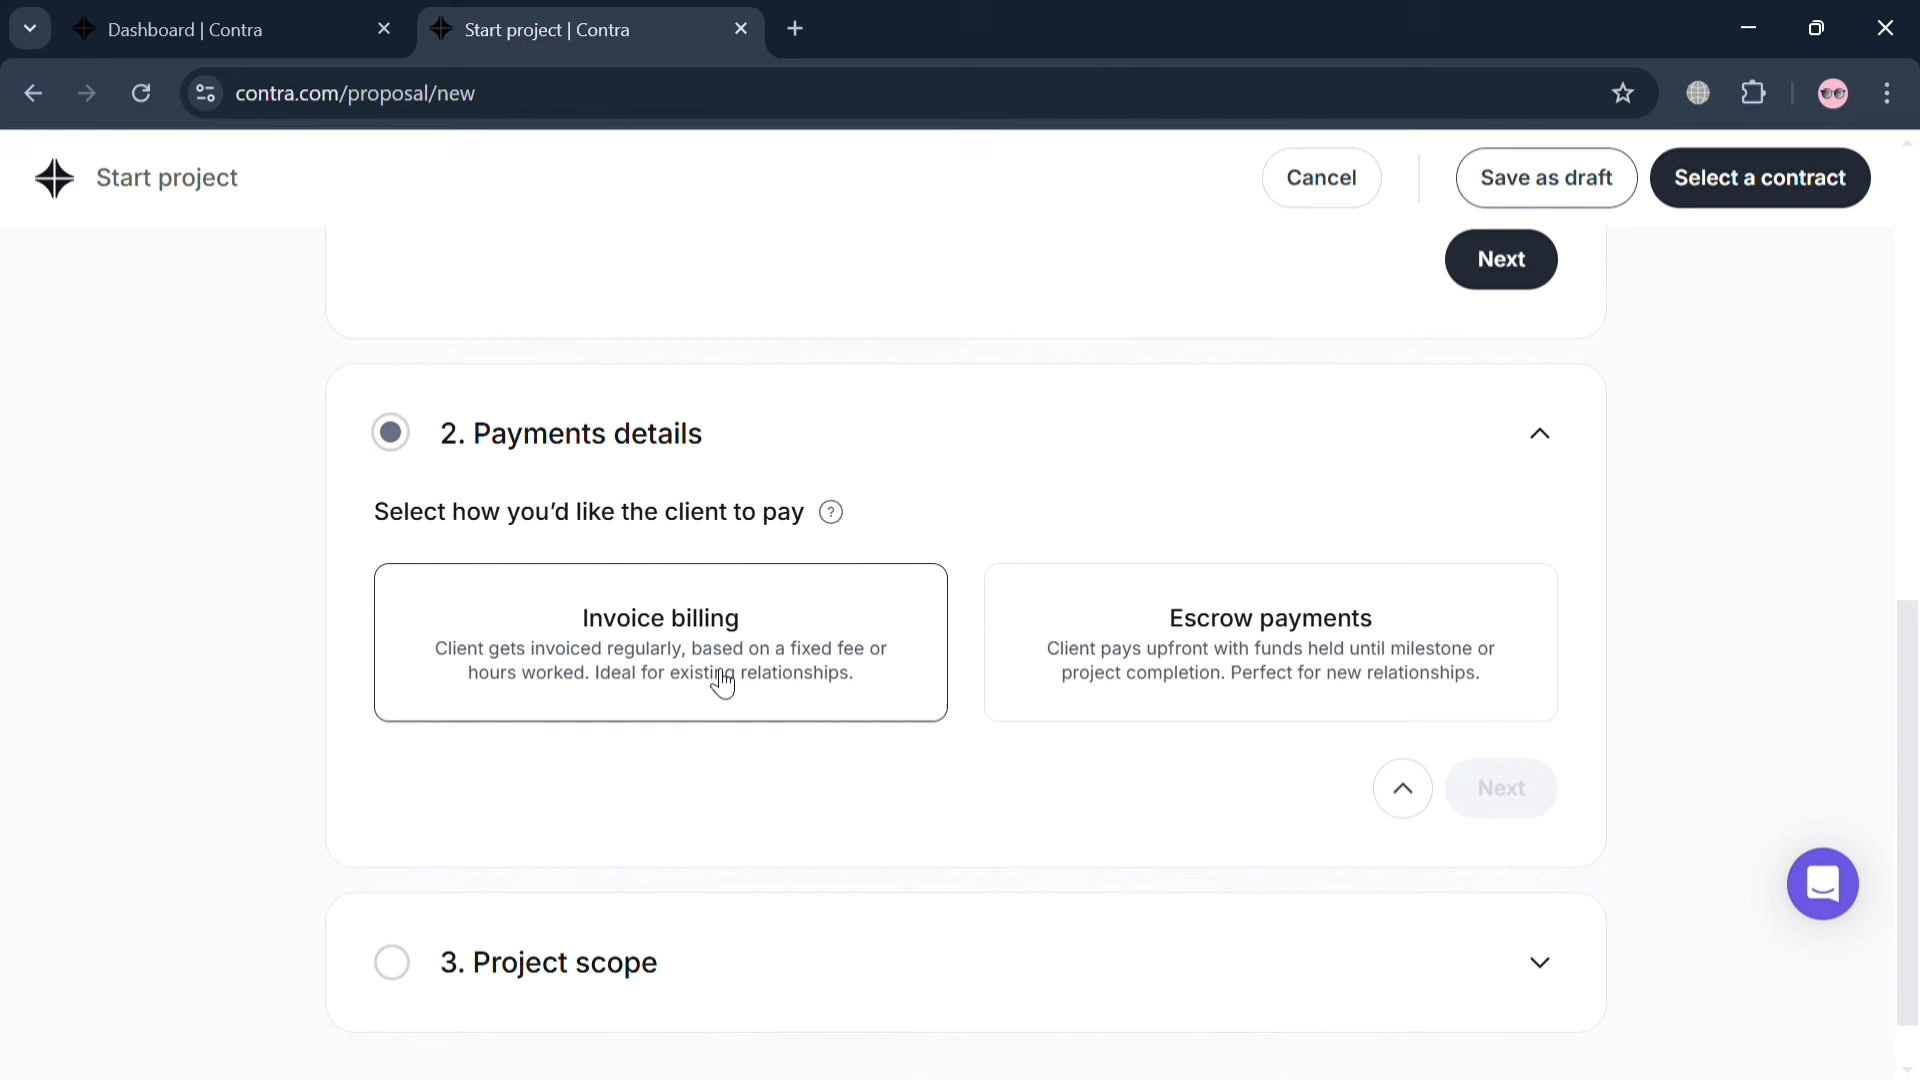 Dashboard | Contra
Start project | Contra
contra.com/proposal/new
Start project
Cancel
Save as draft
Select a contract
Next
2. Payments details
Select how you'd like the client to pay ?
Invoice billing
Client gets invoiced regularly, based on a fixed fee or
hours worked. Ideal for existing relationships.
Escrow payments
Client pays upfront with funds held until milestone or
project completion. Perfect for new relationships.
Next
3. Project scope